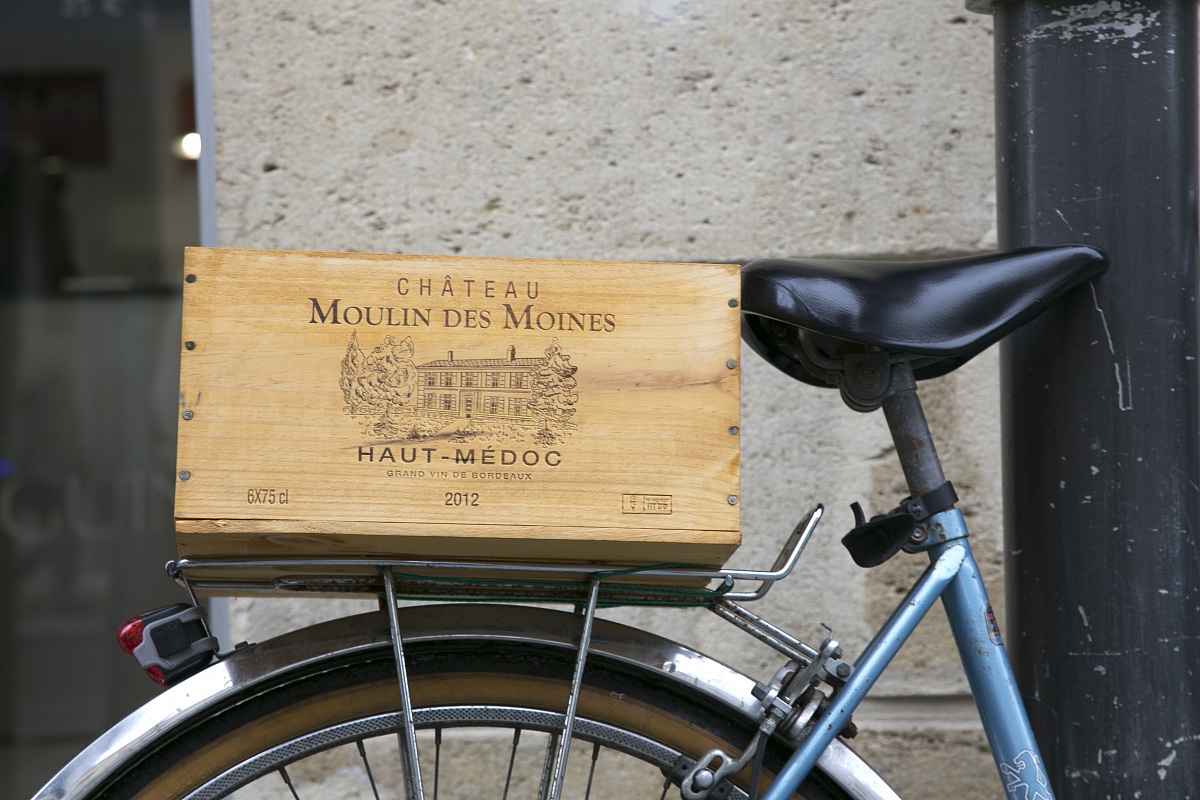 CHÂTEAU
MOULIN DES MOINES
HAUT-MÉDOC
GRAND VIN DE BORDEAUX
6X75 cl
2012